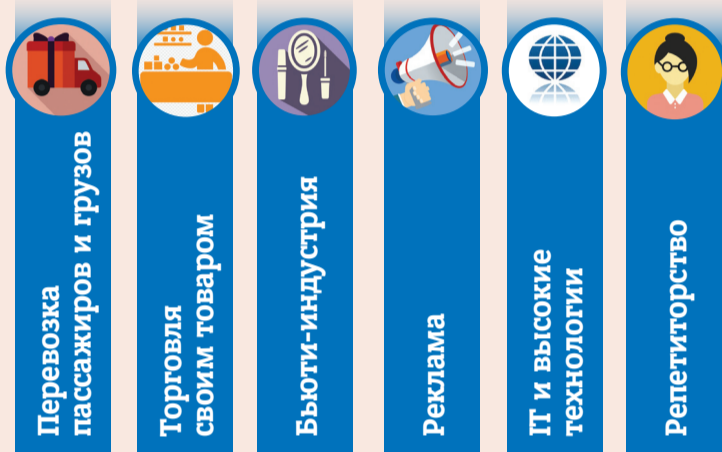 Перевозка
пассажиров и грузов
Торговля
своим товаром
Бьюти-индустрия
Реклама
IT и высокие
технологии
Репетиторство